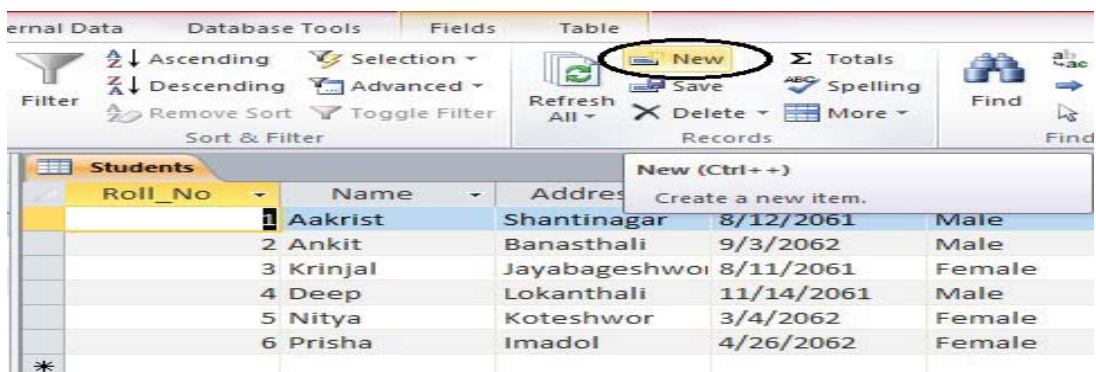 ernal Data Database Tools Fields Table
Filter
Ascending Selection New Totals
Descending Advanced Save Spelling
Remove Sort Toggle Filter Refresh All Delete More Find
Sort & Filter Records Find
Students
New (Ctrl++)
Create a new item.
Roll_No Name Addres
1 Aakrist Shantinagar 8/12/2061 Male
2 Ankit Banasthali 9/3/2062 Male
3 Krinjal Jayabageshwo 8/11/2061 Female
4 Deep Lokanthali 11/14/2061 Male
5 Nitya Koteshwor 3/4/2062 Female
6 Prisha Imadol 4/26/2062 Female